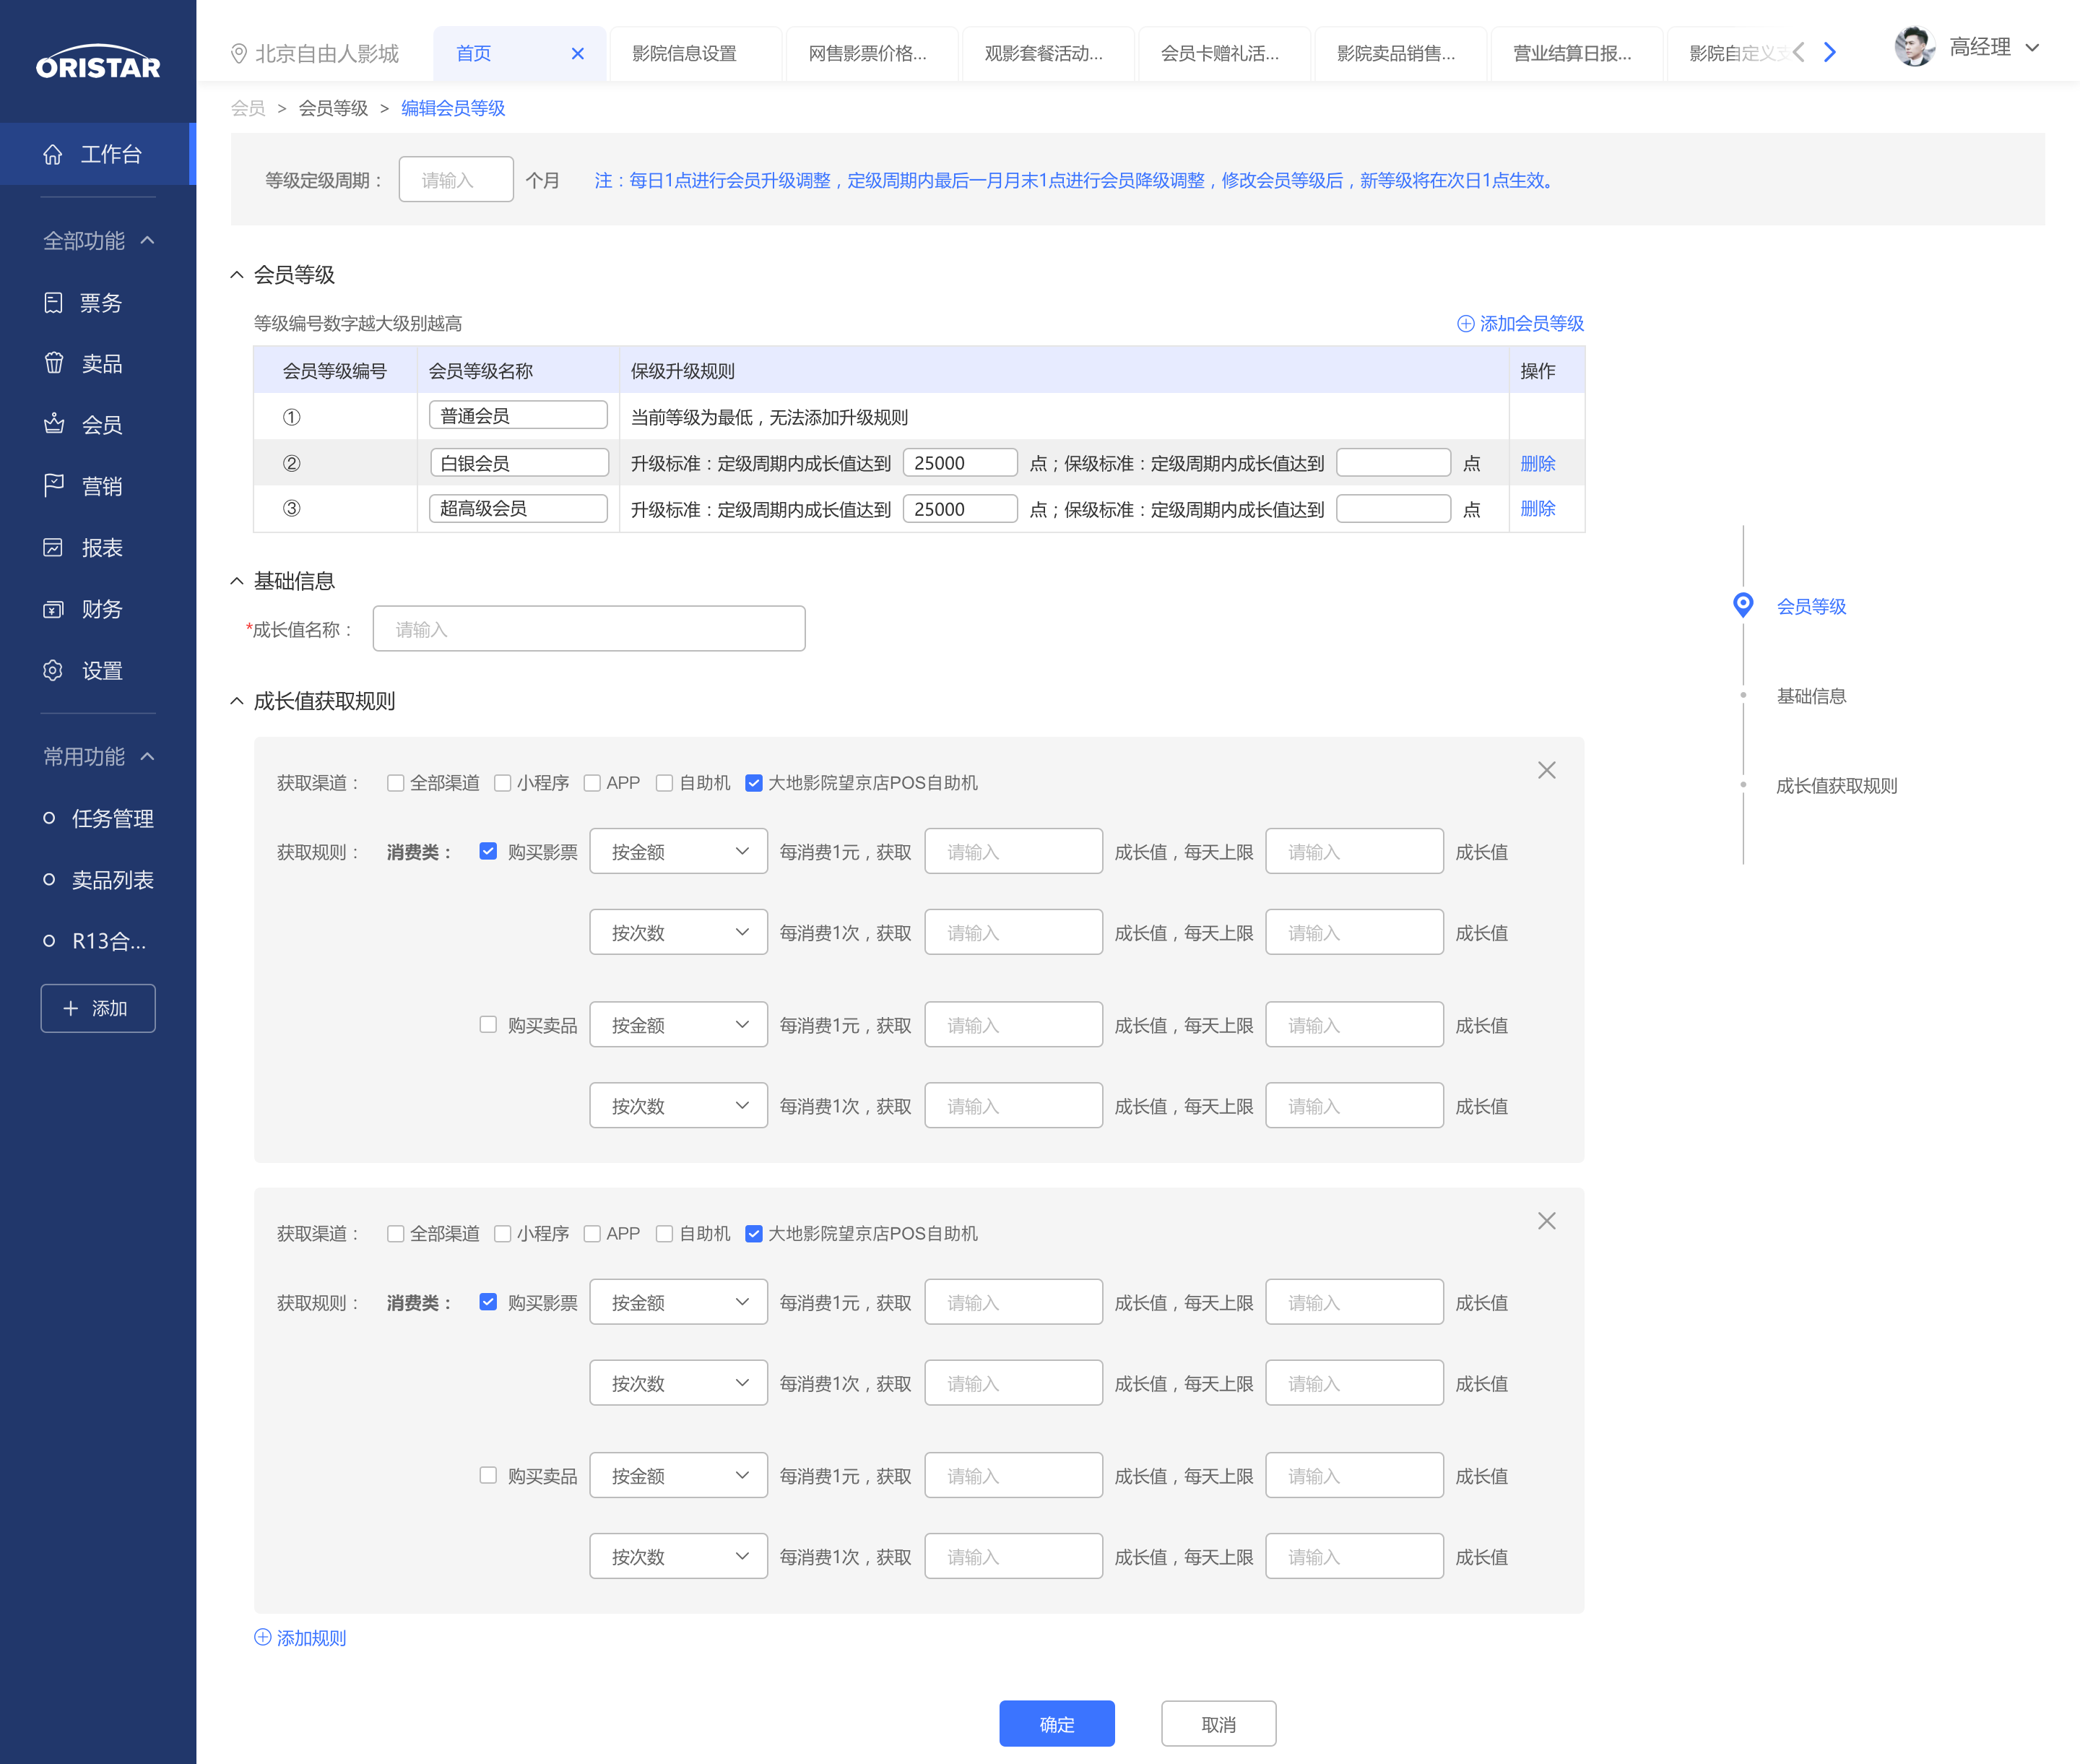 ORISTAR
北京自由人影城
首页
影院信息设置
网售影票价格...
观影套餐活动...
会员卡赠礼活...
影院卖品销售...
营业结算日报...
影院自定义支
高经理
工作台
全部功能
票务
卖品
会员
营销
报表
财务
设置
常用功能
任务管理
卖品列表
R13合...
添加
会员 > 会员等级 > 编辑会员等级
等级定级周期： 请输入 个月 注：每日1点进行会员升级调整，定级周期内最后一月月末1点进行会员降级调整，修改会员等级后，新等级将在次日1点生效。
会员等级
等级编号数字越大级别越高 添加会员等级
会员等级编号 会员等级名称 保级升级规则 操作
① 普通会员 当前等级为最低，无法添加升级规则
② 白银会员 升级标准：定级周期内成长值达到 25000 点；保级标准：定级周期内成长值达到 点 删除
③ 超高级会员 升级标准：定级周期内成长值达到 25000 点；保级标准：定级周期内成长值达到 点 删除
基础信息
*成长值名称： 请输入
成长值获取规则
获取渠道： 全部渠道 小程序 APP 自助机 大地影院望京店POS自助机
获取规则： 消费类： 购买影票 按金额 每消费1元，获取 请输入 成长值，每天上限 请输入 成长值
按次数 每消费1次，获取 请输入 成长值，每天上限 请输入 成长值
购买卖品 按金额 每消费1元，获取 请输入 成长值，每天上限 请输入 成长值
按次数 每消费1次，获取 请输入 成长值，每天上限 请输入 成长值
获取渠道： 全部渠道 小程序 APP 自助机 大地影院望京店POS自助机
获取规则： 消费类： 购买影票 按金额 每消费1元，获取 请输入 成长值，每天上限 请输入 成长值
按次数 每消费1次，获取 请输入 成长值，每天上限 请输入 成长值
购买卖品 按金额 每消费1元，获取 请输入 成长值，每天上限 请输入 成长值
按次数 每消费1次，获取 请输入 成长值，每天上限 请输入 成长值
添加规则
确定 取消
会员等级
基础信息
成长值获取规则